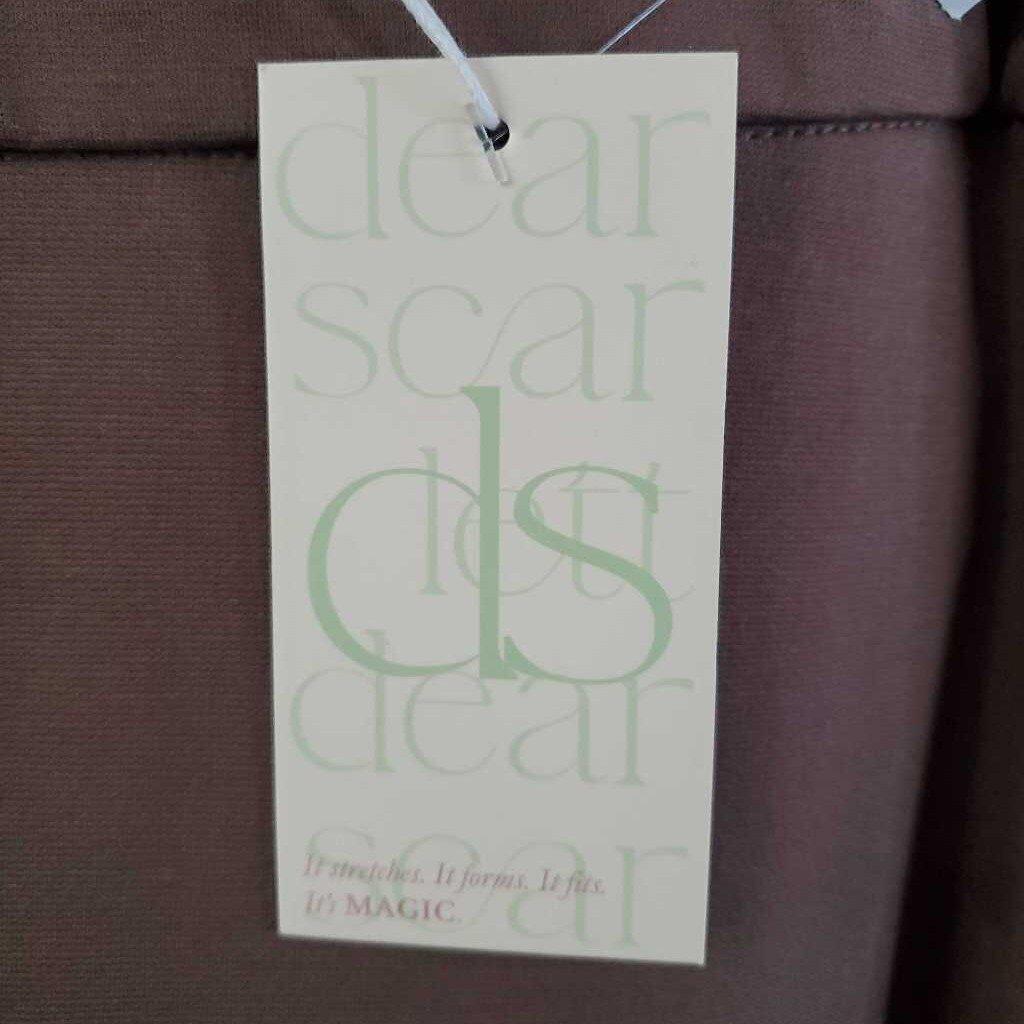 dear
scar
lett
ds
dear
scar
It stretches. It forms. It fits.
It's MAGIC.